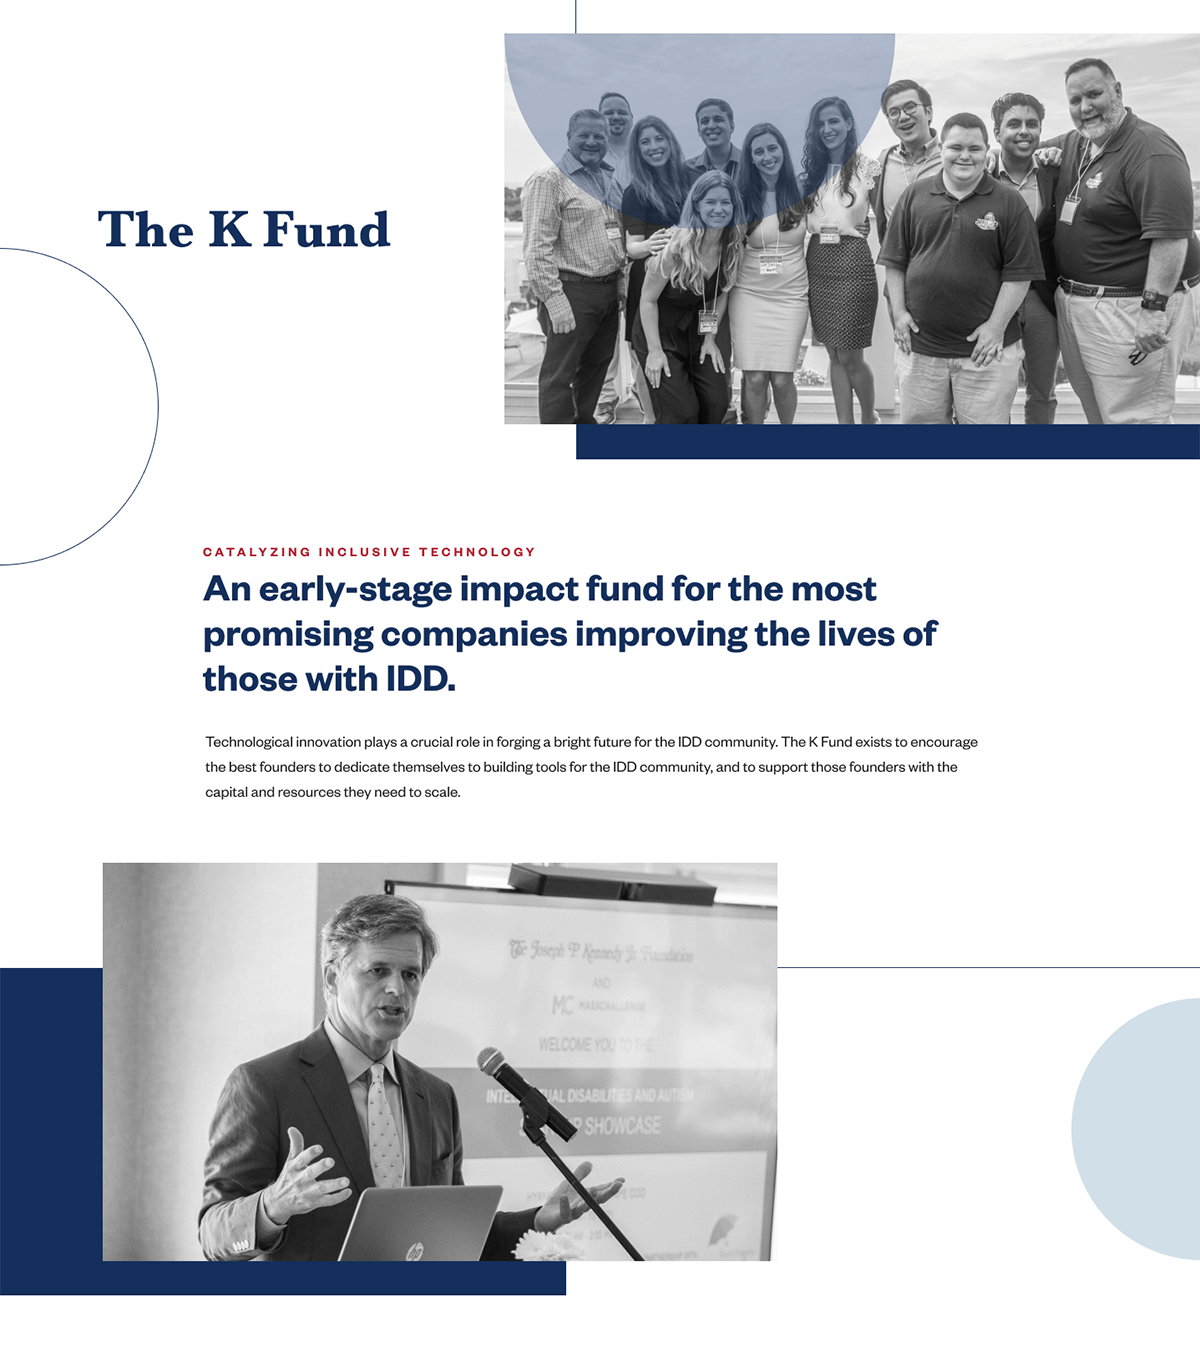 The K Fund
CATALYZING INCLUSIVE TECHNOLOGY
An early-stage impact fund for the most
promising companies improving the lives of
those with IDD.
Technological innovation plays a crucial role in forging a bright future for the IDD community. The K Fund exists to encourage
the best founders to dedicate themselves to building tools for the IDD community, and to support those founders with the
capital and resources they need to scale.
The Joseph P. Kennedy Jr. Foundation
AND
MC MASSCHALLENGE
WELCOME YOU TO THE
DISABILITIES AND AUTISM
SHOWCASE
hp